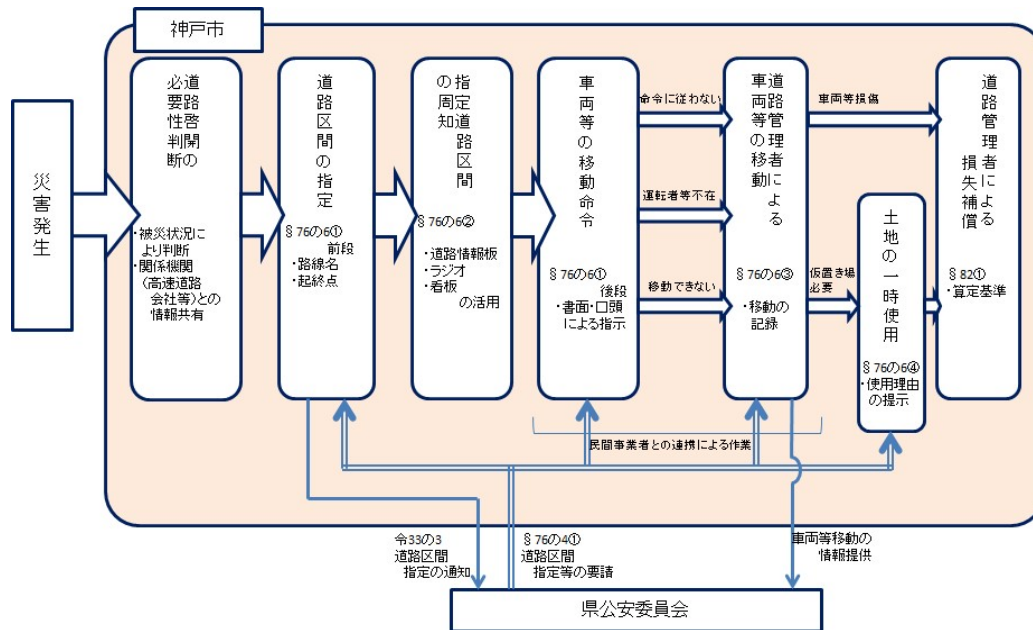 神戸市
災害発生
道路啓開の
必要性判断
・被災状況に
より判断
・関係機関
（高速道路
会社等）との
情報共有
道路区間の指定
§76の6①
前段
・路線名
・起終点
指定道路区間
の周知
§76の6②
・道路情報板
・ラジオ
・看板
の活用
車両等の移動命令
§76の6①
後段
・書面・口頭
による指示
命令に従わない
運転者等不在
移動できない
道路管理者による
車両等の移動
§76の6③
・移動の
記録
車両等損傷
仮置き場
必要
土地の一時使用
§76の6④
・使用理由
の提示
道路管理者による
損失補償
§82①
・算定基準
民間事業者との連携による作業
令33の3
道路区間
指定の通知
§76の4①
道路区間
指定等の要請
車両等移動の
情報提供
県公安委員会